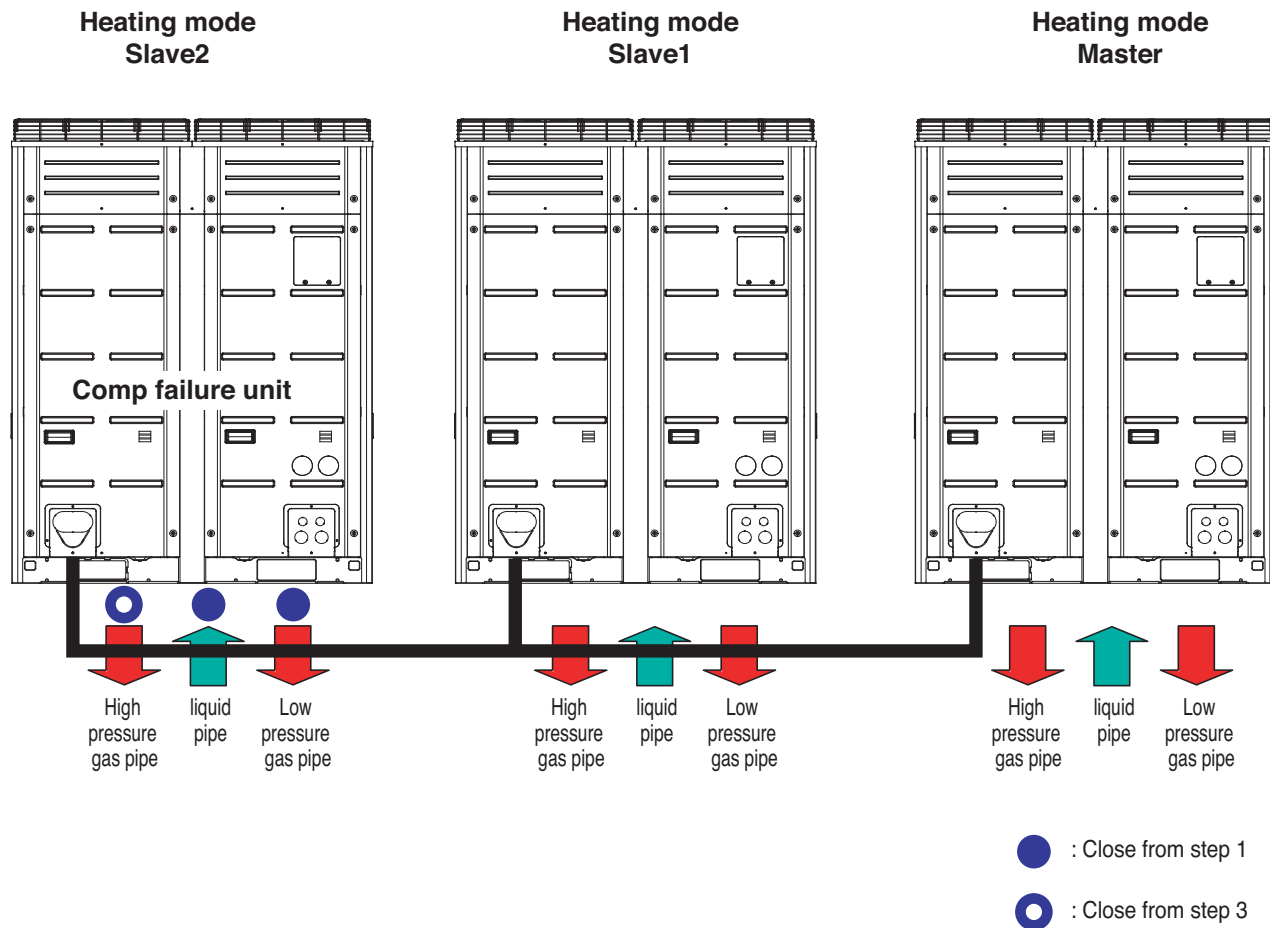 Heating mode
Slave2
Heating mode
Slave1
Heating mode
Master
Comp failure unit
High
pressure
gas pipe
liquid
pipe
Low
pressure
gas pipe
High
pressure
gas pipe
liquid
pipe
Low
pressure
gas pipe
High
pressure
gas pipe
liquid
pipe
Low
pressure
gas pipe
: Close from step 1
: Close from step 3